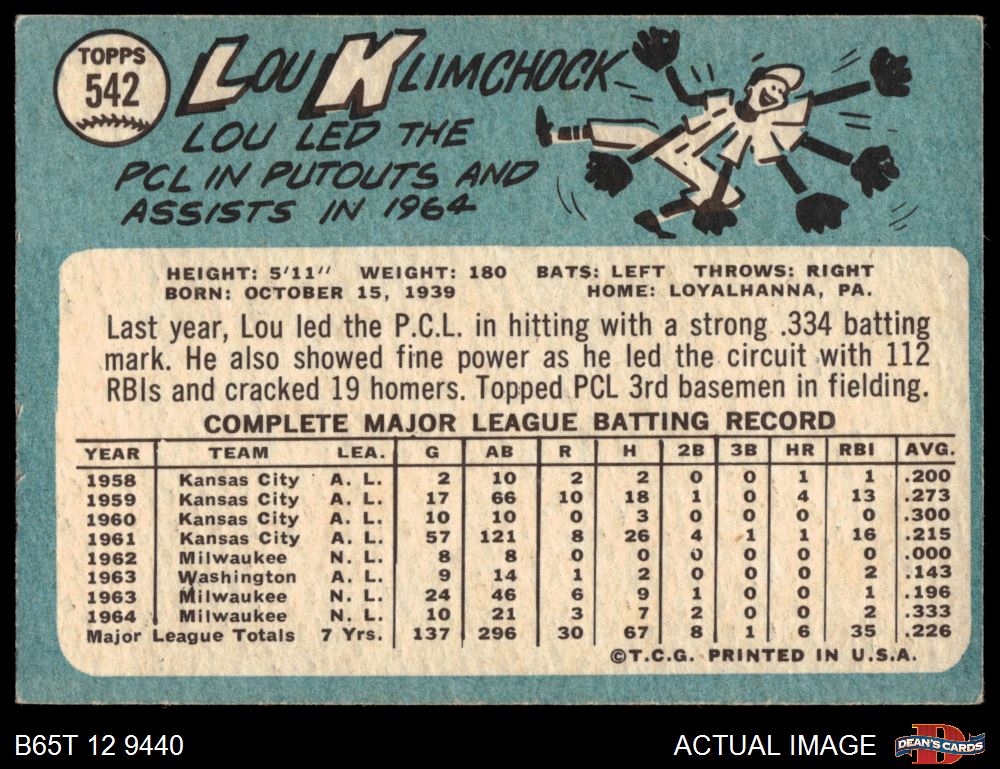 TOPPS
542
LOU KLIMCHOCK
LOU LED THE
PCL IN PUTOUTS AND
ASSISTS IN 1964
HEIGHT: 5'11" WEIGHT: 180 BATS: LEFT THROWS: RIGHT
BORN: OCTOBER 15, 1939 HOME: LOYALHANNA, PA.
Last year, Lou led the P.C.L. in hitting with a strong .334 batting
mark. He also showed fine power as he led the circuit with 112
RBIs and cracked 19 homers. Topped PCL 3rd basemen in fielding.
COMPLETE MAJOR LEAGUE BATTING RECORD
YEAR TEAM LEA. G AB R H 2B 3B HR RBI AVG.
1958 Kansas City A. L. 2 10 2 2 0 0 1 1 .200
1959 Kansas City A. L. 17 66 10 18 1 0 4 13 .273
1960 Kansas City A. L. 10 10 0 3 0 0 0 0 .300
1961 Kansas City A. L. 57 121 8 26 4 1 1 16 .215
1962 Milwaukee N. L. 8 8 0 0 0 0 0 0 .000
1963 Washington A. L. 9 14 1 2 0 0 0 2 .143
1963 Milwaukee N. L. 24 46 6 9 1 0 0 1 .196
1964 Milwaukee N. L. 10 21 3 7 2 0 0 2 .333
Major League Totals 7 Yrs. 137 296 30 67 8 1 6 35 .226
©T.C.G. PRINTED IN U.S.A.
B65T 12 9440
ACTUAL IMAGE
D
DEAN'S CARDS